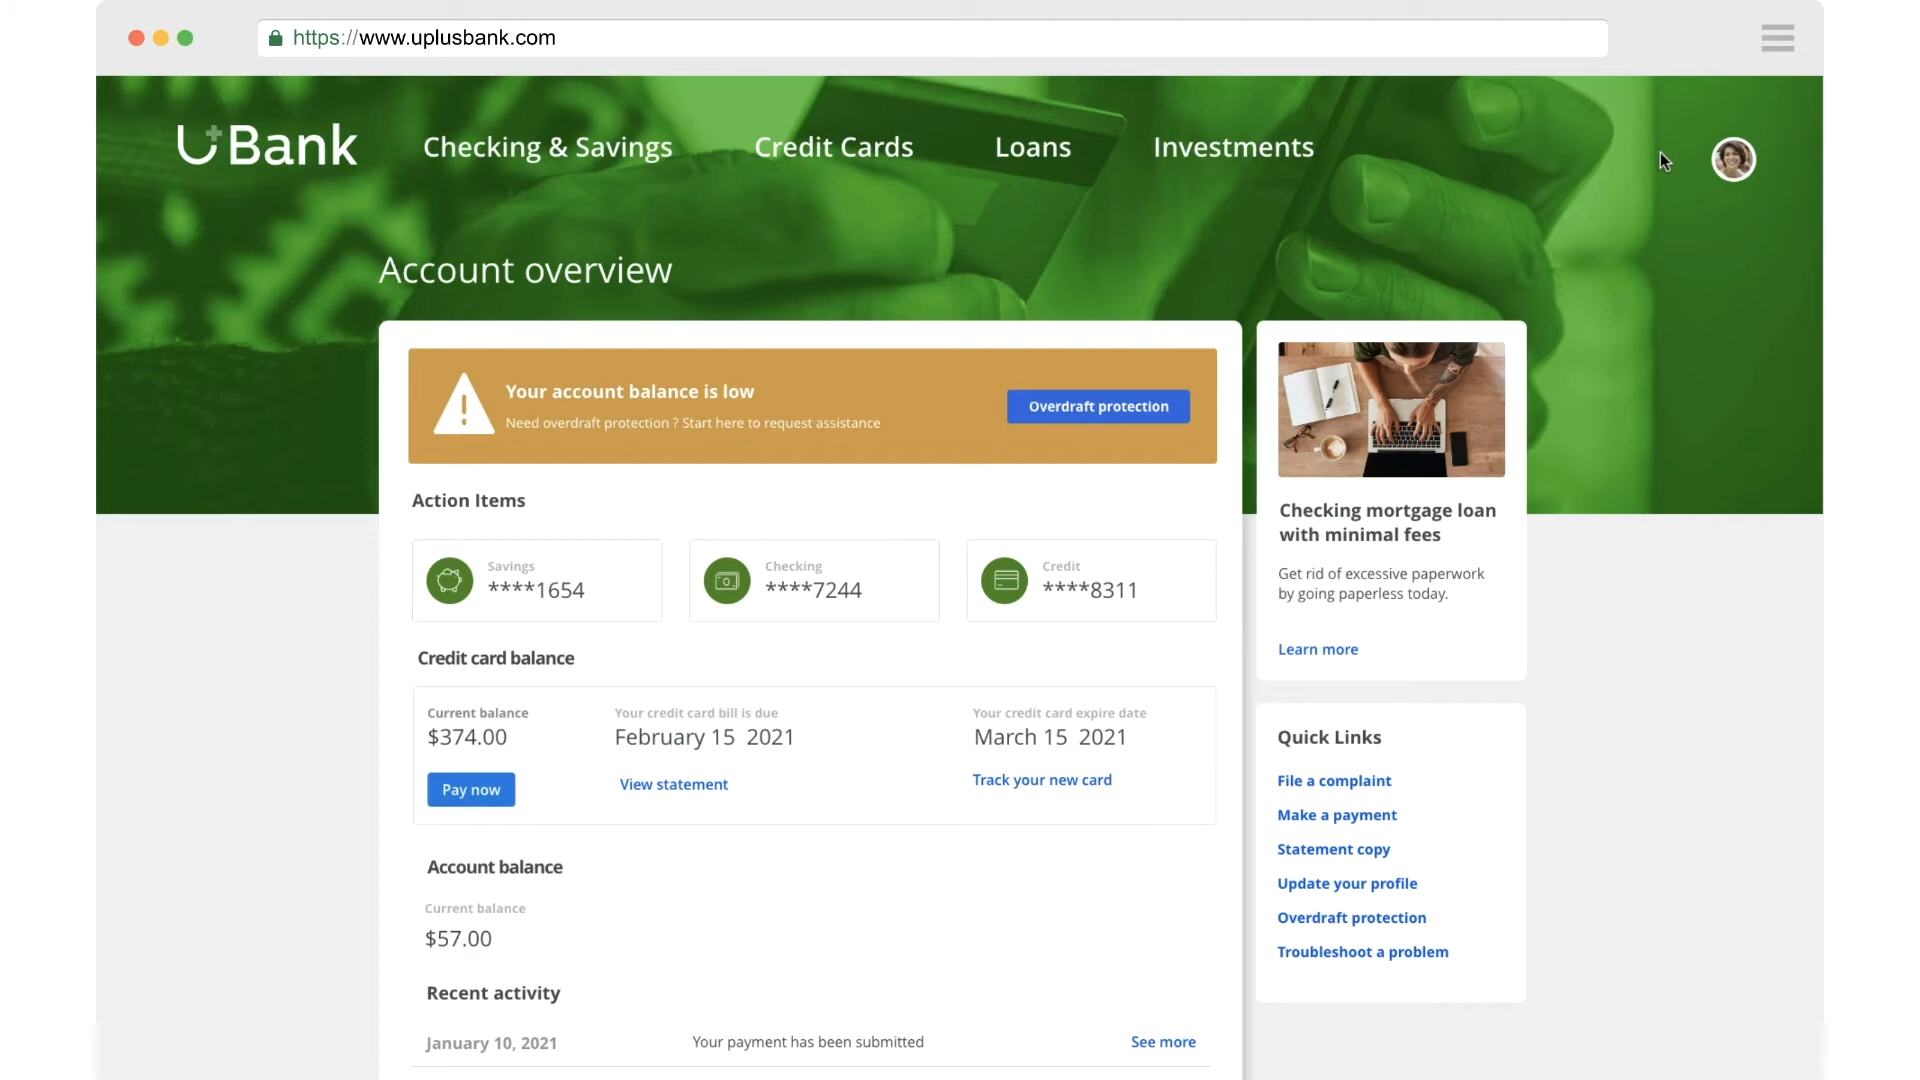 https://www.uplusbank.com
U+Bank
Checking & Savings
Credit Cards
Loans
Investments
Account overview
Your account balance is low
Need overdraft protection ? Start here to request assistance
Overdraft protection
Action Items
Savings
****1654
Checking
****7244
Credit
****8311
Credit card balance
Current balance
$374.00
Pay now
Your credit card bill is due
February 15 2021
View statement
Your credit card expire date
March 15 2021
Track your new card
Account balance
Current balance
$57.00
Recent activity
January 10, 2021
Your payment has been submitted
See more
Checking mortgage loan
with minimal fees
Get rid of excessive paperwork
by going paperless today.
Learn more
Quick Links
File a complaint
Make a payment
Statement copy
Update your profile
Overdraft protection
Troubleshoot a problem